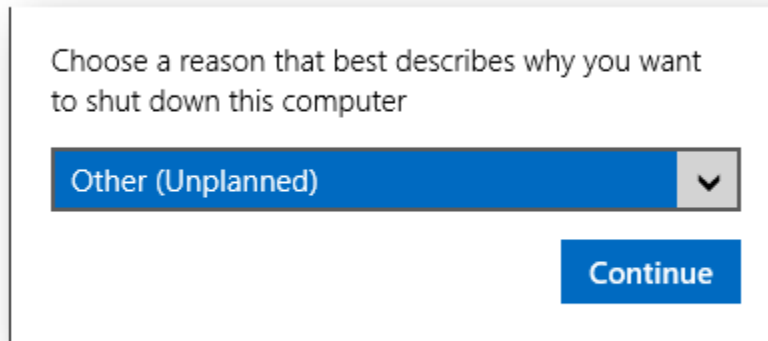 Choose a reason that best describes why you want
to shut down this computer
Other (Unplanned)
Continue